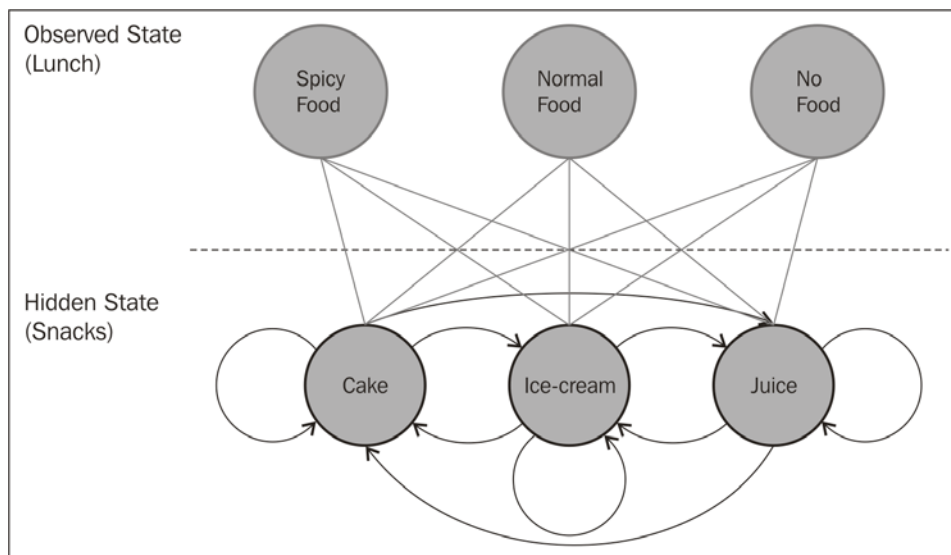 Observed State
(Lunch)
Spicy
Food
Normal
Food
No
Food
Hidden State
(Snacks)
Cake
Ice-cream
Juice